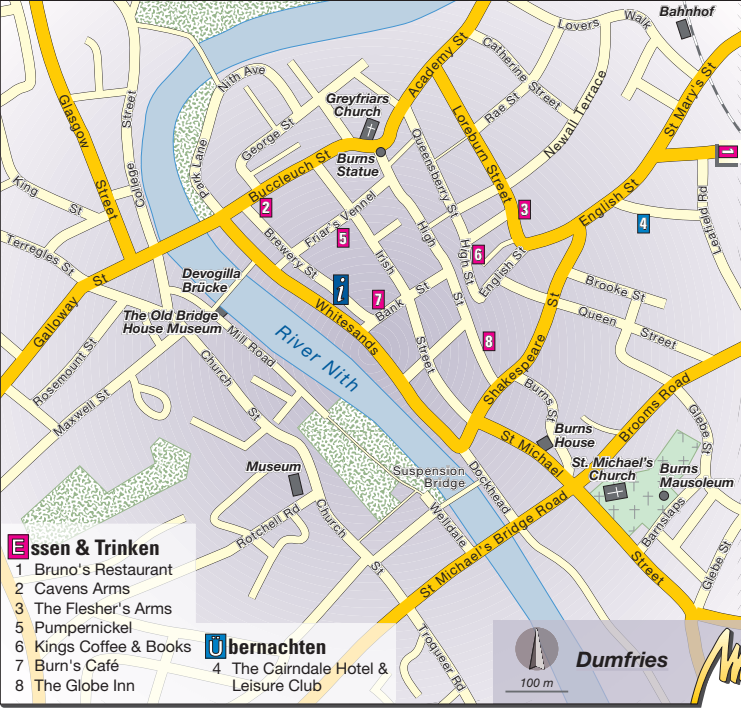 Bahnhof
Lovers Walk
Academy St
Catherine Street
Nith Ave
Glasgow Street
College Street
Greyfriars
Church
Loreburn Street
Rae St
Newall Terrace
St Mary's St
George St
Park Lane
Burns
Statue
Queensberry St
1
Buccleuch St
King St
2
3
English St
4
Leafield Rd
Friar's Vennel
Brewery St
5
High St
High St
6
English St
Terregles St
Irish Street
Devogilla
Brücke
i
7
Bank St
Brooke St
Queen Street
Galloway St
The Old Bridge
House Museum
Whitesands
8
Shakespeare St
Mill Road
River Nith
Rosemount St
Church St
Maxwell St
Burns St
Brooms Road
Glebe St
Burns
House
St Michael Street
St. Michael's
Church
Burns
Mausoleum
Museum
Suspension
Bridge
Dockhead
Welldale
Rotchell Rd
Church St
St Michael's Bridge Road
Barnslaps
Glebe St
Troqueer Rd
Essen & Trinken
1 Bruno's Restaurant
2 Cavens Arms
3 The Flesher's Arms
5 Pumpernickel
6 Kings Coffee & Books
7 Burn's Café
8 The Globe Inn
Übernachten
4 The Cairndale Hotel &
Leisure Club
100 m
Dumfries